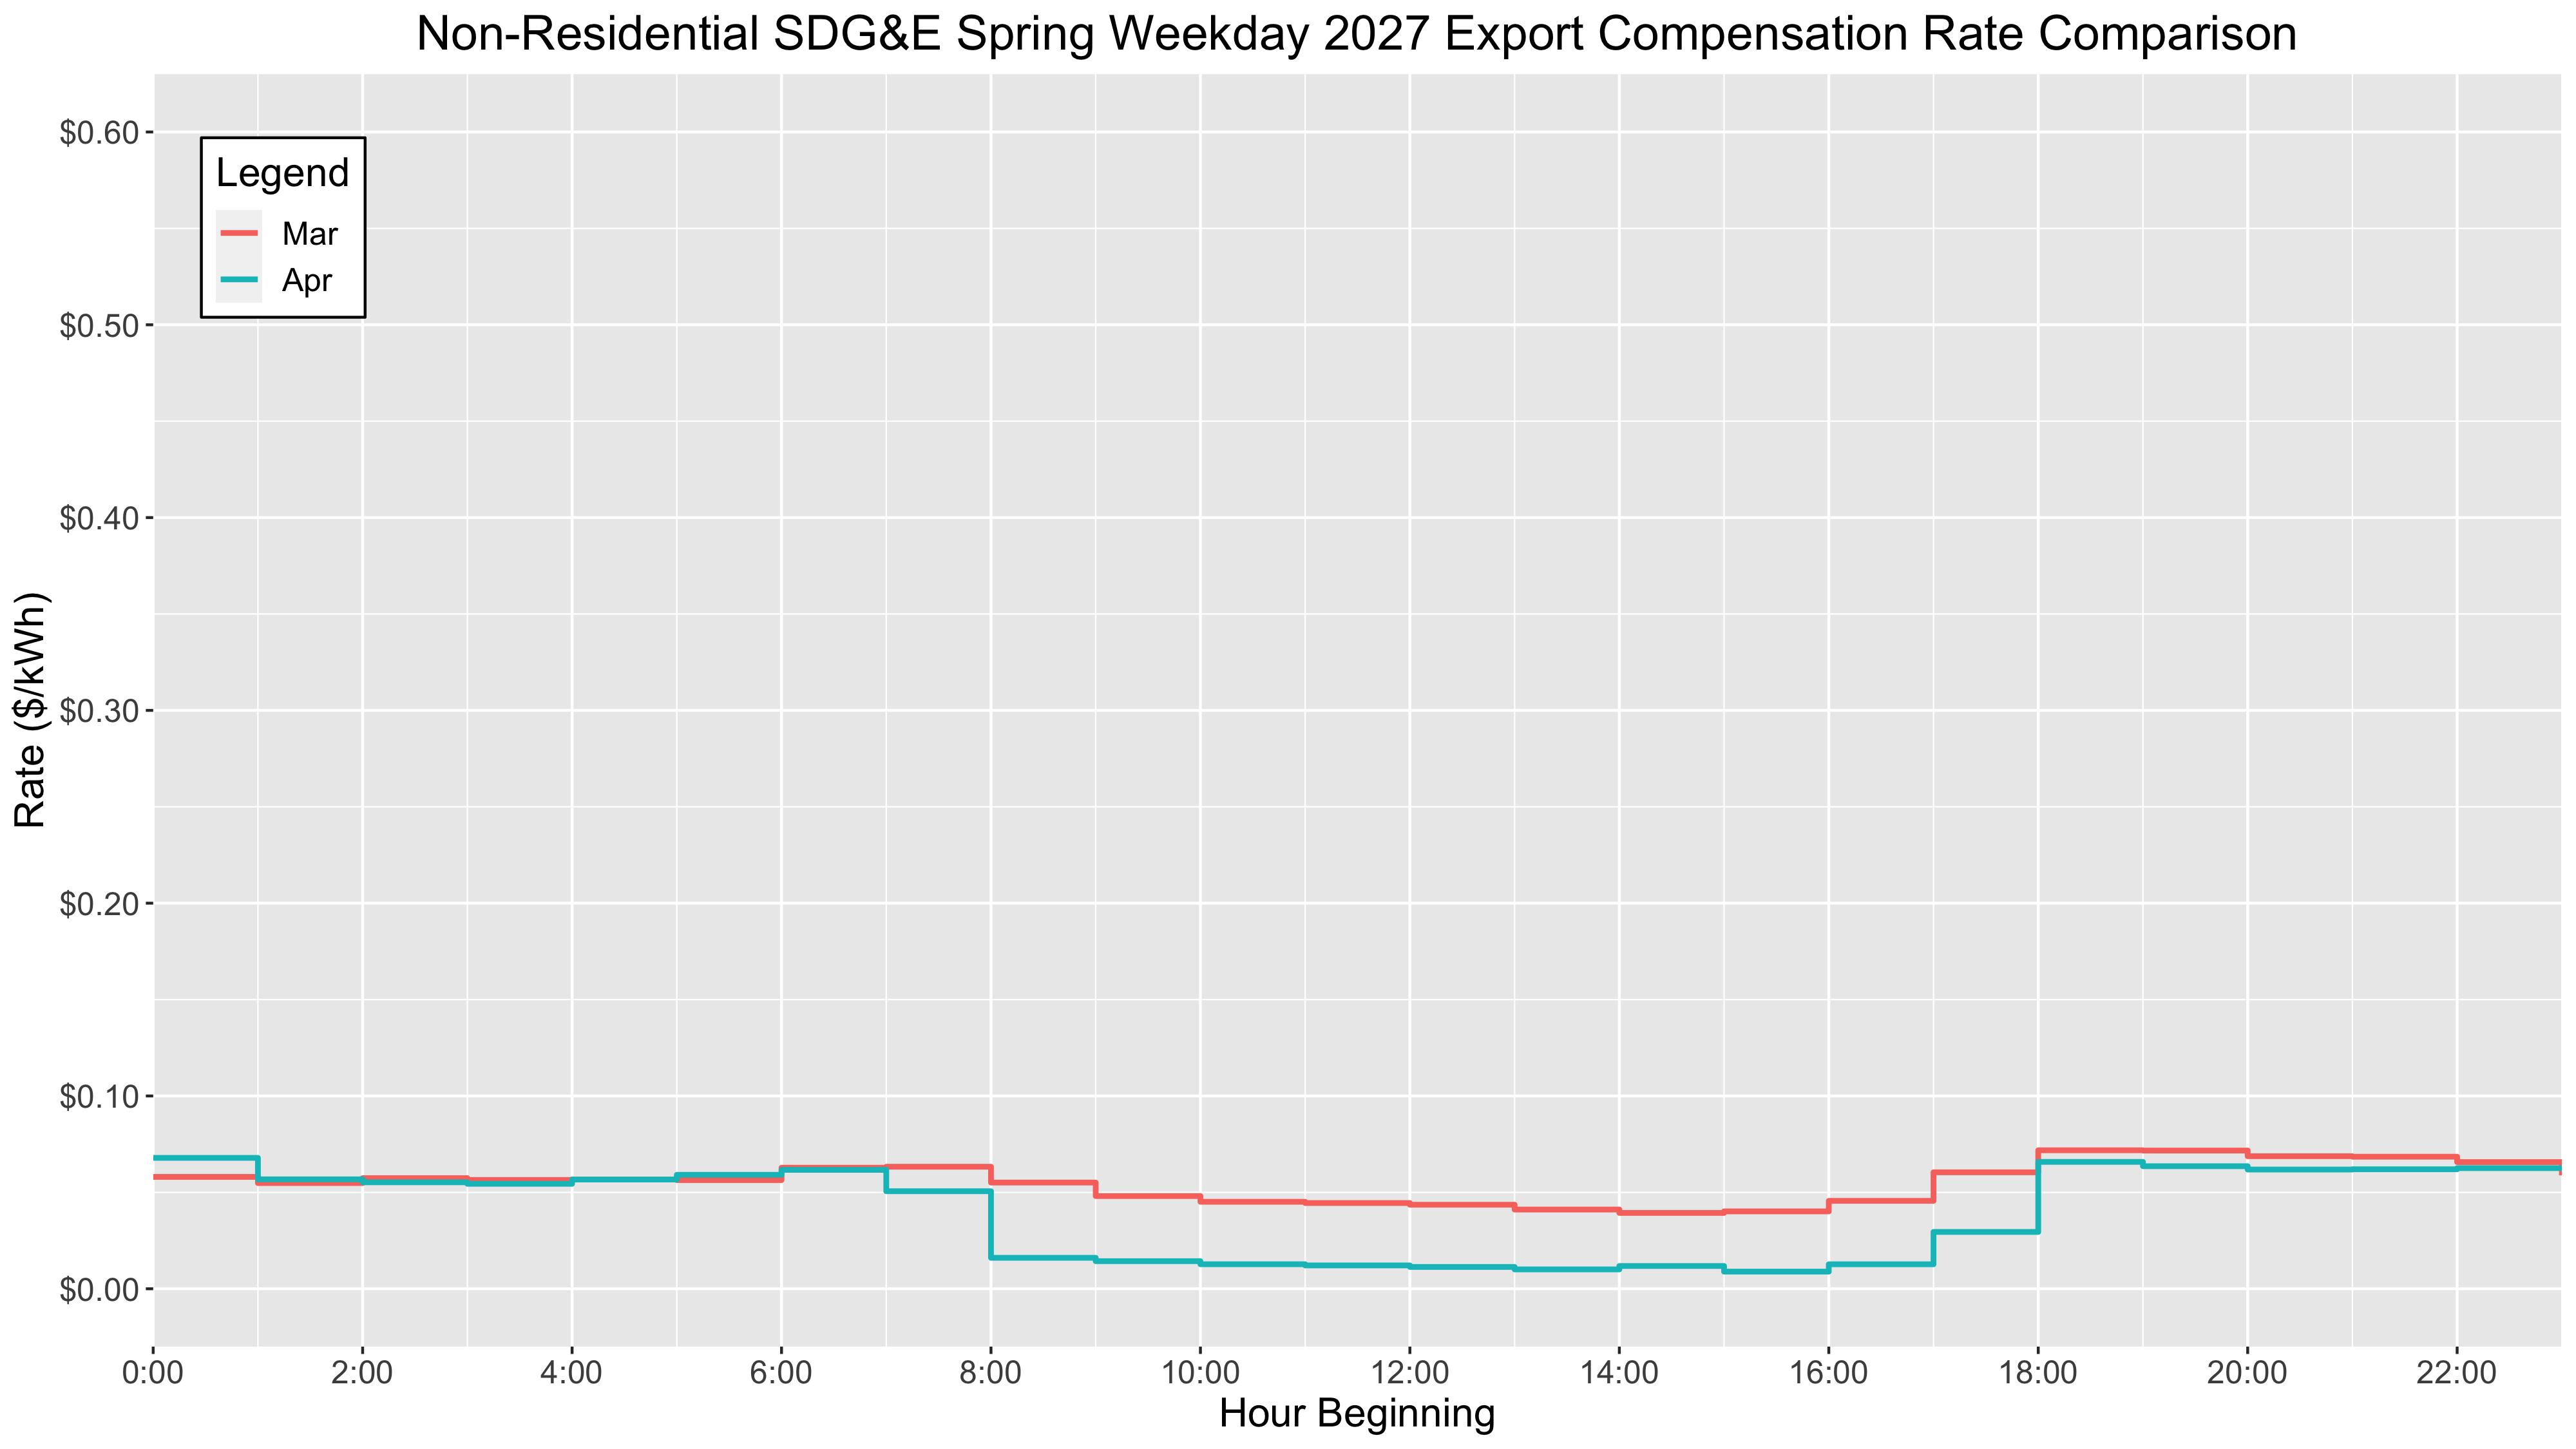 Non-Residential SDG&E Spring Weekday 2027 Export Compensation Rate Comparison
$0.60
Legend
Mar
Apr
$0.50
$0.40
$0.30
$0.20
$0.10
$0.00
Rate ($/kWh)
0:00 2:00 4:00 6:00 8:00 10:00 12:00 14:00 16:00 18:00 20:00 22:00
Hour Beginning